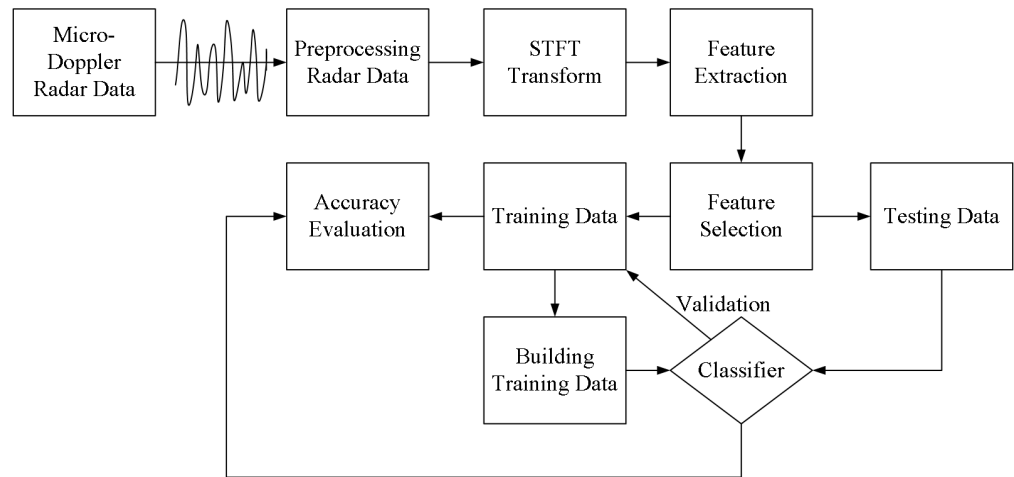 Micro-
Doppler
Radar Data
Preprocessing
Radar Data
STFT
Transform
Feature
Extraction
Accuracy
Evaluation
Training Data
Feature
Selection
Testing Data
Validation
Building
Training Data
Classifier